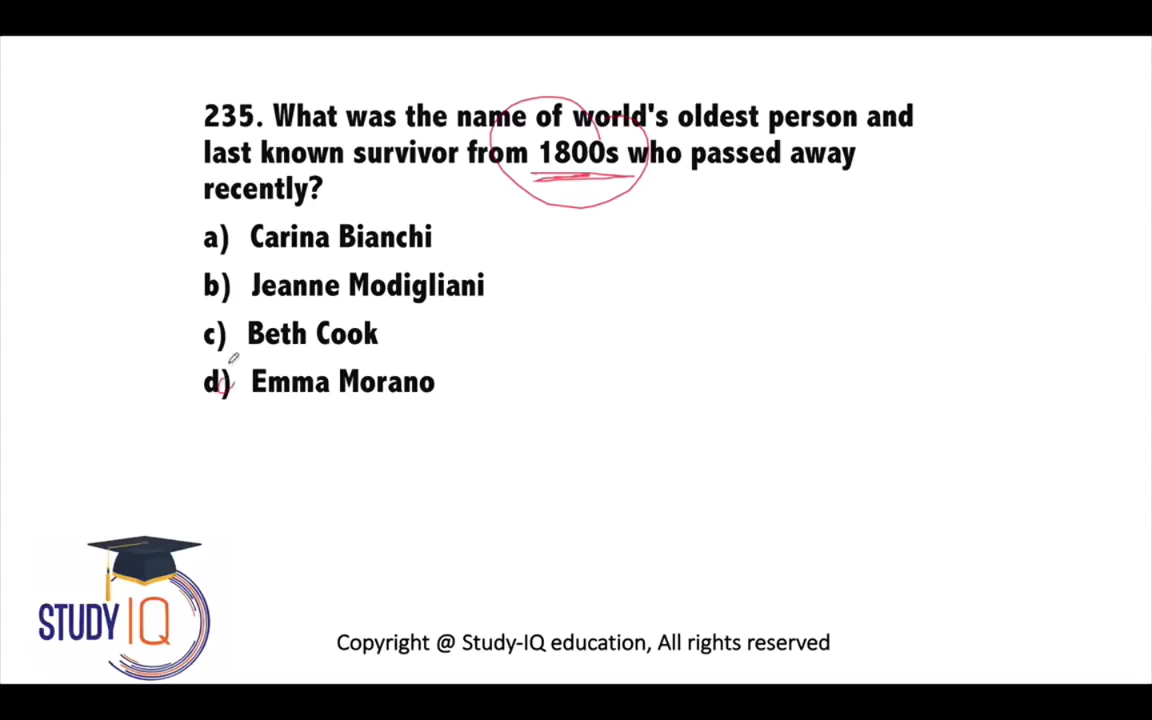 235. What was the name of world's oldest person and
last known survivor from 1800s who passed away
recently?
a) Carina Bianchi
b) Jeanne Modigliani
c) Beth Cook
d) Emma Morano
STUDY IQ
Copyright @ Study-IQ education, All rights reserved